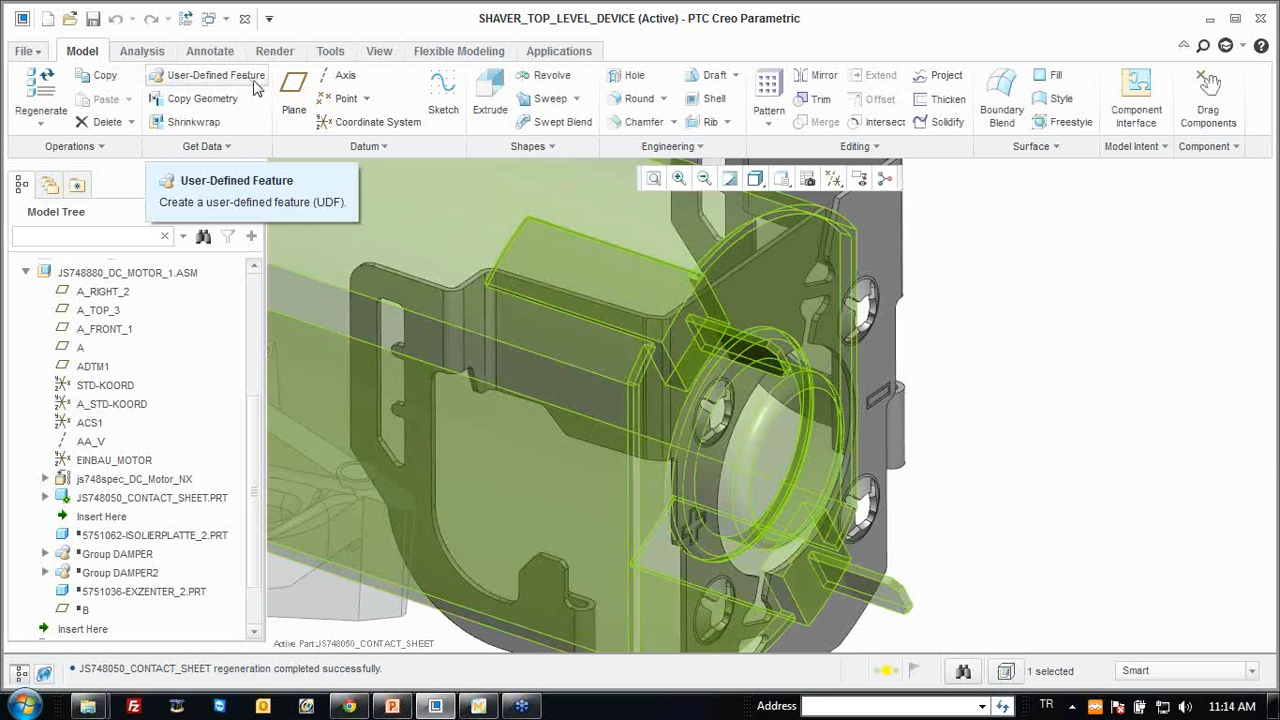 SHAVER_TOP_LEVEL_DEVICE (Active) - PTC Creo Parametric
File Model Analysis Annotate Render Tools View Flexible Modeling Applications
Regenerate
Copy
Paste
Delete
Operations
User-Defined Feature
Copy Geometry
Shrinkwrap
Get Data
Plane
Axis
Point
Coordinate System
Sketch
Datum
Extrude
Revolve
Sweep
Swept Blend
Shapes
Hole
Round
Chamfer
Draft
Shell
Rib
Engineering
Pattern
Mirror
Trim
Merge
Extend
Offset
Intersect
Project
Thicken
Solidify
Editing
Boundary
Blend
Fill
Style
Freestyle
Surface
Component
Interface
Model Intent
Drag
Components
Component
User-Defined Feature
Create a user-defined feature (UDF).
Model Tree
JS748880_DC_MOTOR_1.ASM
A_RIGHT_2
A_TOP_3
A_FRONT_1
A
ADTM1
STD-KOORD
A_STD-KOORD
ACS1
AA_V
EINBAU_MOTOR
js748spec_DC_Motor_NX
JS748050_CONTACT_SHEET.PRT
Insert Here
5751062-ISOLIERPLATTE_2.PRT
Group DAMPER
Group DAMPER2
5751036-EXZENTER_2.PRT
B
Insert Here
Active Part:JS748050_CONTACT_SHEET
• JS748050_CONTACT_SHEET regeneration completed successfully.
1 selected
Smart
Address
TR
11:14 AM